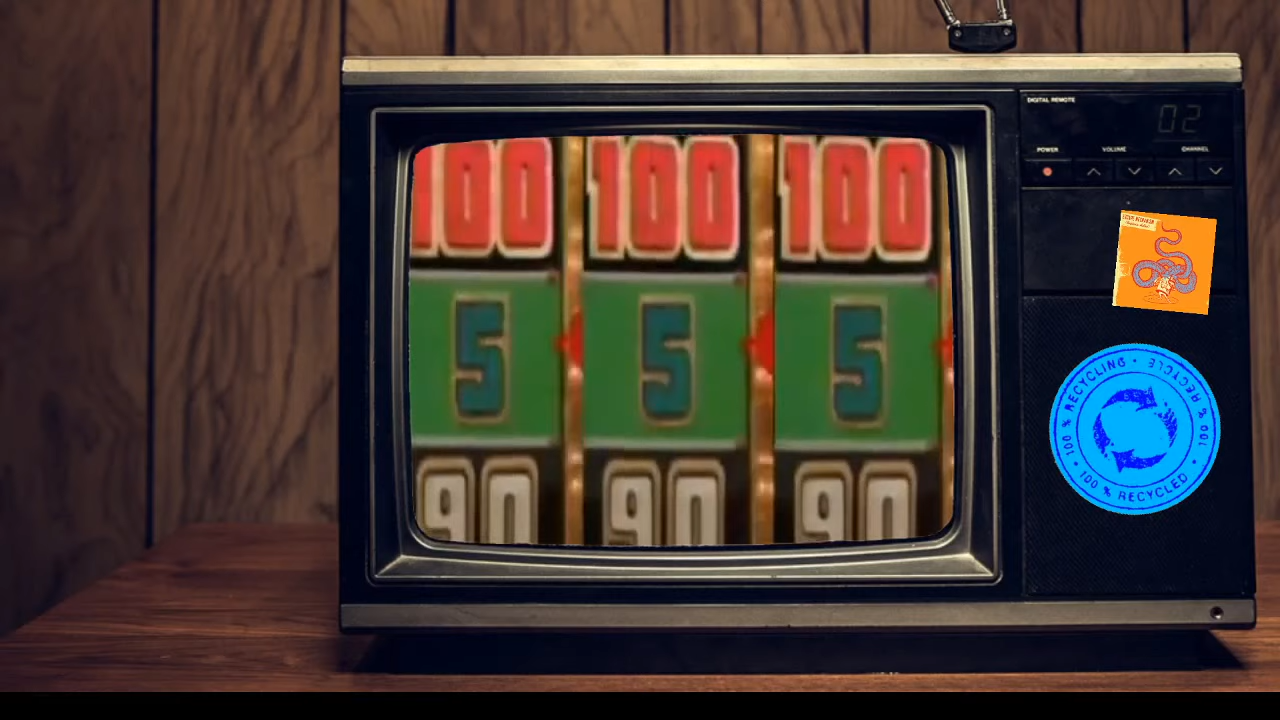 DIGITAL REMOTE
02
POWER
VOLUME
CHANNEL
100 100 100
5 5 5
90 90 90
100 % RECYCLING • 100 % RECYCLE • 100 % RECYCLED •